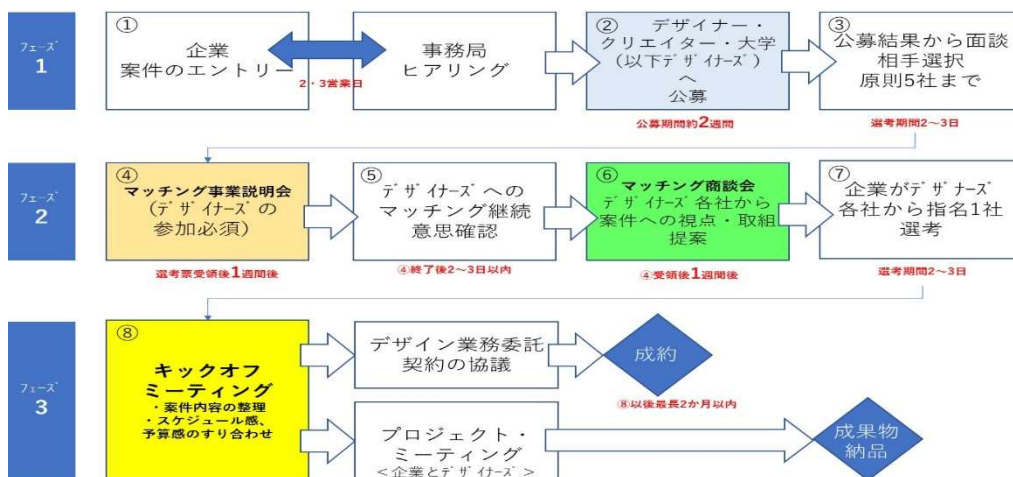 フェーズ
1
①
企業
案件のエントリー
2・3営業日
事務局
ヒアリング
②
デザイナー・
クリエイター・大学
(以下デザイナーズ)
へ
公募
公募期間約2週間
③
公募結果から面談
相手選択
原則5社まで
選考期間2～3日
フェーズ
2
④
マッチング事業説明会
(デザイナーズの
参加必須)
選考票受領後1週間後
⑤
デザイナーズへの
マッチング継続
意思確認
④終了後2～3日以内
⑥
マッチング商談会
デザイナーズ各社から
案件への視点・取組
提案
④受領後1週間後
⑦
企業がデザナーズ
各社から指名1社
選考
選考期間2～3日
フェーズ
3
⑧
キックオフ
ミーティング
・案件内容の整理
・スケジュール感、
予算感のすり合わせ
デザイン業務委託
契約の協議
成約
⑧以後最長2か月以内
プロジェクト・
ミーティング
<企業とデザイナーズ>
成果物
納品